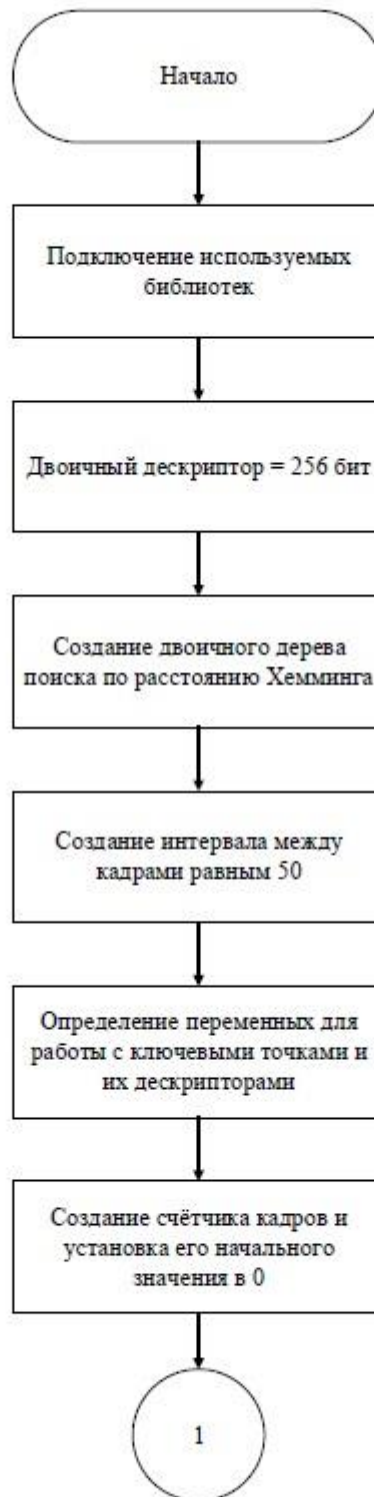 Начало
Подключение используемых
библиотек
Двоичный дескриптор = 256 бит
Создание двоичного дерева
поиска по расстоянию Хемминга
Создание интервала между
кадрами равным 50
Определение переменных для
работы с ключевыми точками и
их дескрипторами
Создание счётчика кадров и
установка его начального
значения в 0
1